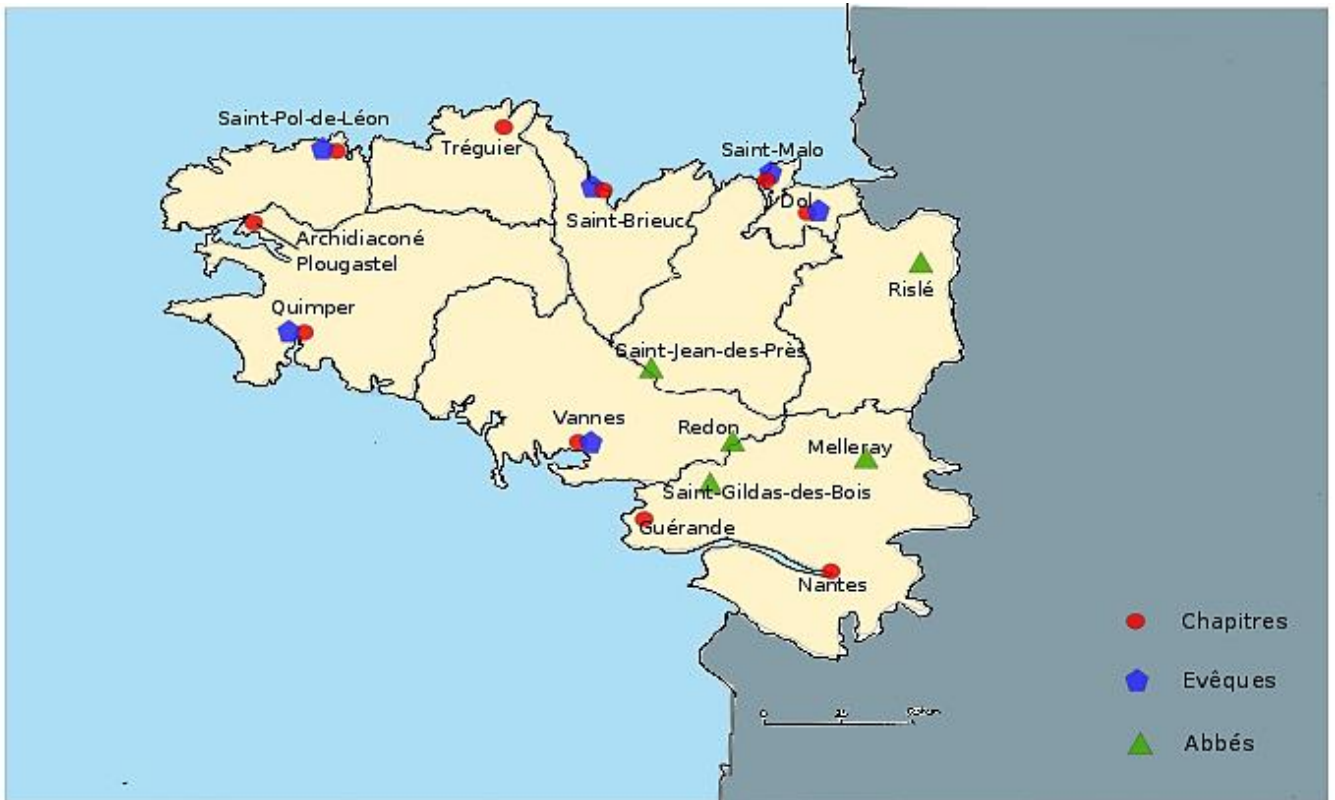 Saint-Pol-de-Léon
Tréguier
Saint-Malo
Dol
Saint-Brieuc
Archidiaconé
Plougastel
Rislé
Quimper
Saint-Jean-des-Près
Vannes
Redon
Melleray
Saint-Gildas-des-Bois
Guérande
Nantes
Chapitres
Evêques
Abbés
0